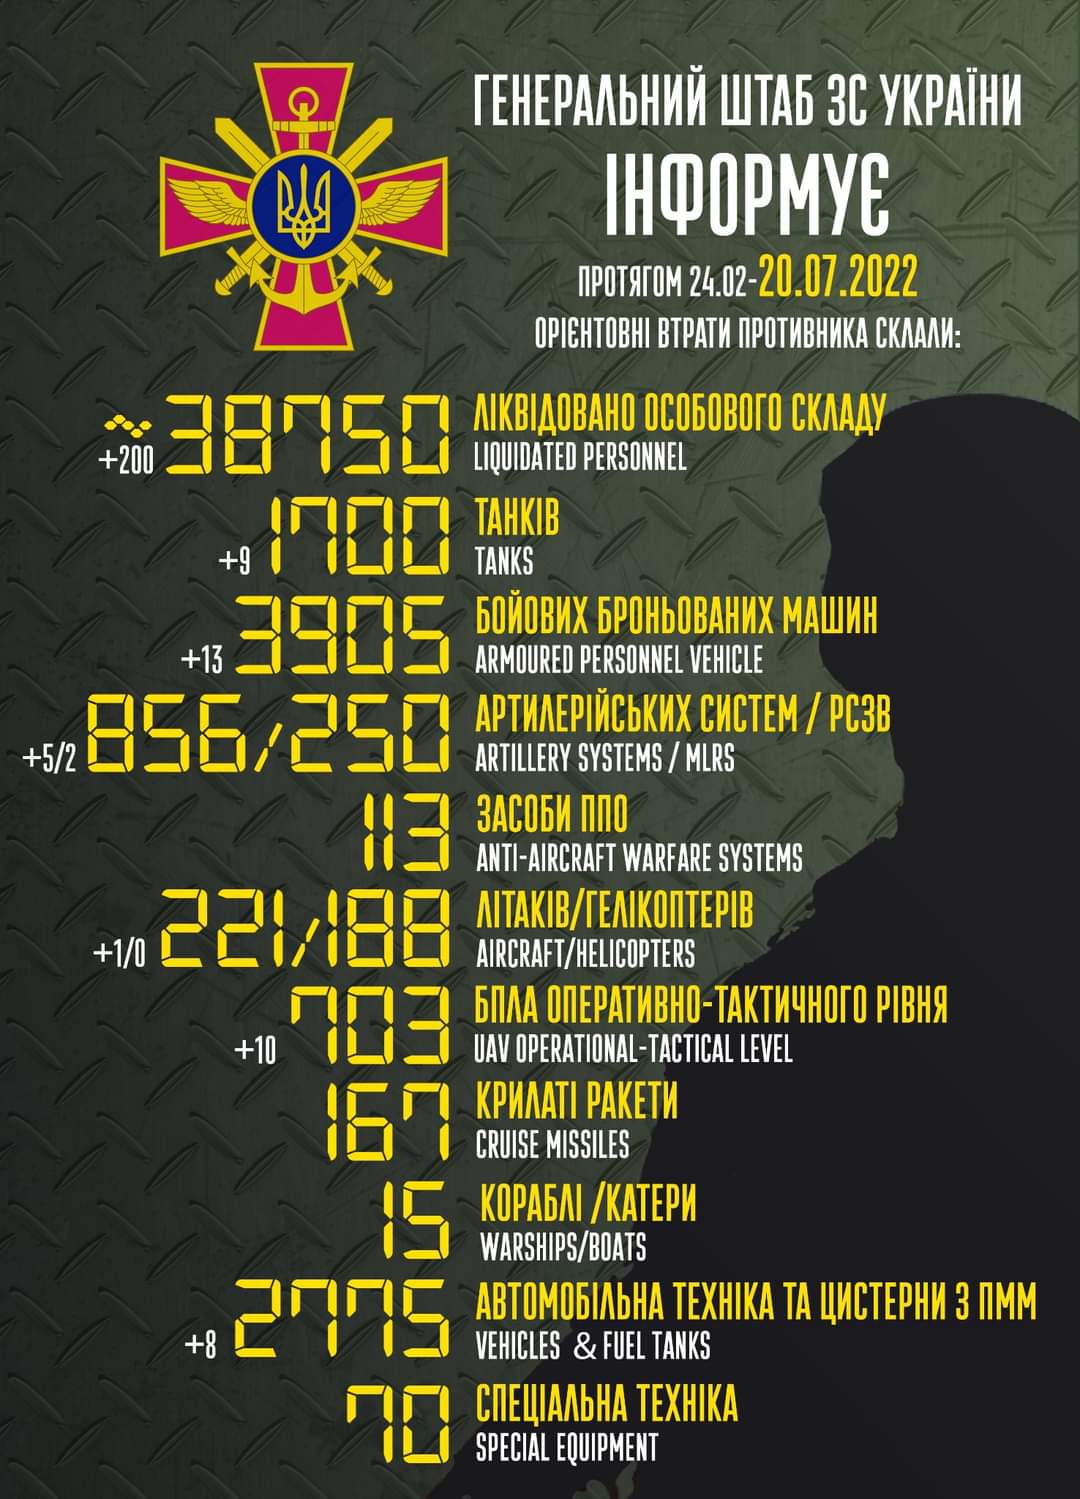 ГЕНЕРАЛЬНИЙ ШТАБ ЗС УКРАЇНИ
ІНФОРМУЄ
ПРОТЯГОМ 24.02-20.07.2022
ОРІЄНТОВНІ ВТРАТИ ПРОТИВНИКА СКЛАЛИ:
~38750 ЛІКВІДОВАНО ОСОБОВОГО СКЛАДУ
+200 LIQUIDATED PERSONNEL
1700 ТАНКІВ
+9 TANKS
3905 БОЙОВИХ БРОНЬОВАНИХ МАШИН
+13 ARMOURED PERSONNEL VEHICLE
856/250 АРТИЛЕРІЙСЬКИХ СИСТЕМ / РСЗВ
+5/2 ARTILLERY SYSTEMS / MLRS
113 ЗАСОБИ ППО
ANTI-AIRCRAFT WARFARE SYSTEMS
221/188 ЛІТАКІВ/ГЕЛІКОПТЕРІВ
+1/0 AIRCRAFT/HELICOPTERS
703 БПЛА ОПЕРАТИВНО-ТАКТИЧНОГО РІВНЯ
+10 UAV OPERATIONAL-TACTICAL LEVEL
167 КРИЛАТІ РАКЕТИ
CRUISE MISSILES
15 КОРАБЛІ /КАТЕРИ
WARSHIPS/BOATS
2775 АВТОМОБІЛЬНА ТЕХНІКА ТА ЦИСТЕРНИ З ПММ
+8 VEHICLES & FUEL TANKS
70 СПЕЦІАЛЬНА ТЕХНІКА
SPECIAL EQUIPMENT